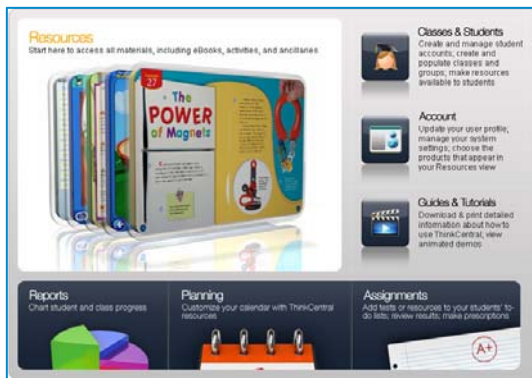 Resources
Start here to access all materials, including eBooks, activities, and ancillaries
27
The
POWER
of Magnets
Classes & Students
Create and manage student
accounts; create and
populate classes and
groups; make resources
available to students
Account
Update your user profile;
manage your system
settings; choose the
products that appear in
your Resources view
Guides & Tutorials
Download & print detailed
information about how to
use ThinkCentral; view
animated demos
Reports
Chart student and class progress
Planning
Customize your calendar with ThinkCentral
resources
Assignments
Add tests or resources to your students' to-
do lists; review results; make prescriptions
A+